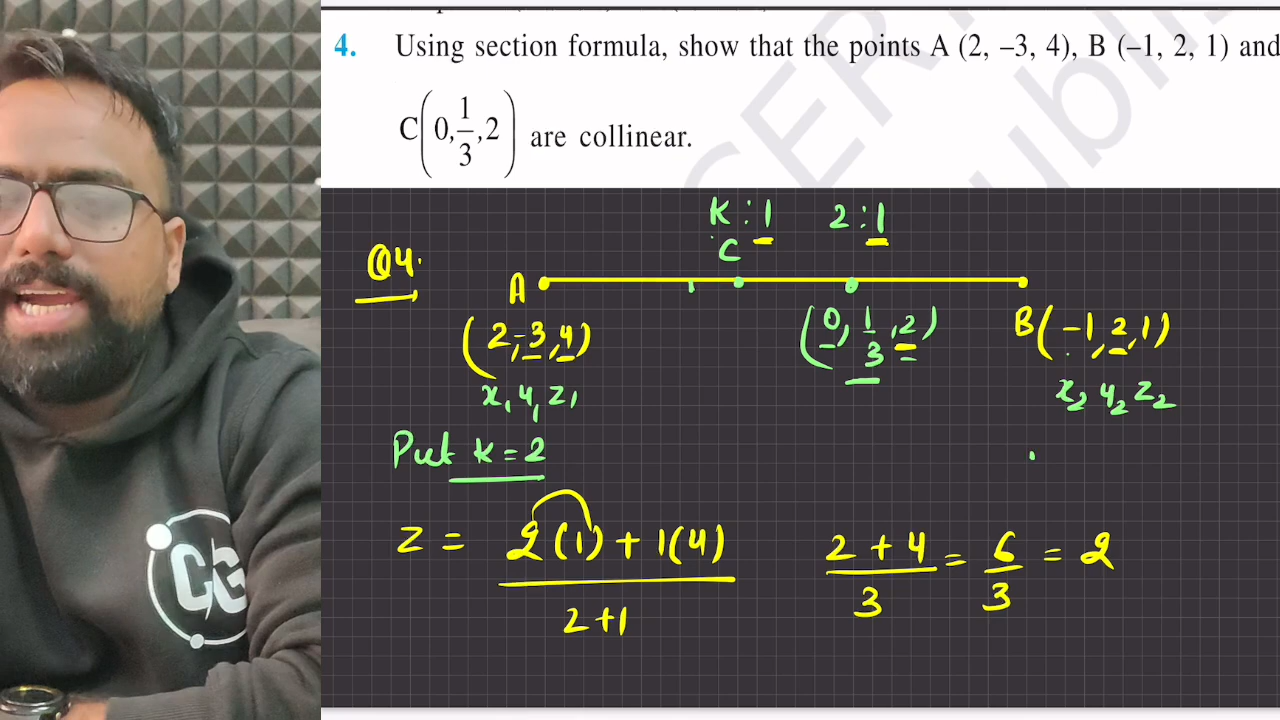 4. Using section formula, show that the points A (2, –3, 4), B (–1, 2, 1) and
C(0, 1/3, 2) are collinear.
K : 1 2 : 1
Q4. C
A
(2, -3, 4) (0, 1/3, 2) B(-1, 2, 1)
x₁ y₁ z₁ x₂ y₂ z₂
Put K = 2
z = 2(1) + 1(4) / 2+1 2 + 4 / 3 = 6/3 = 2
CG